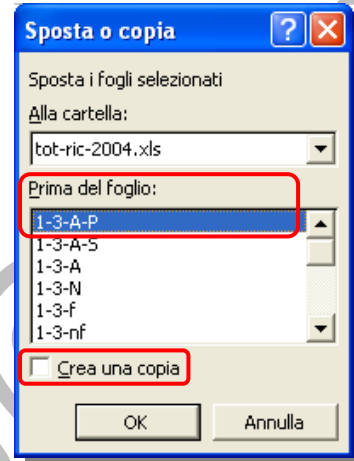 Sposta o copia
Sposta i fogli selezionati
Alla cartella:
tot-ric-2004.xls
Prima del foglio:
1-3-A-P
1-3-A-S
1-3-A
1-3-N
1-3-f
1-3-nf
Crea una copia
OK Annulla